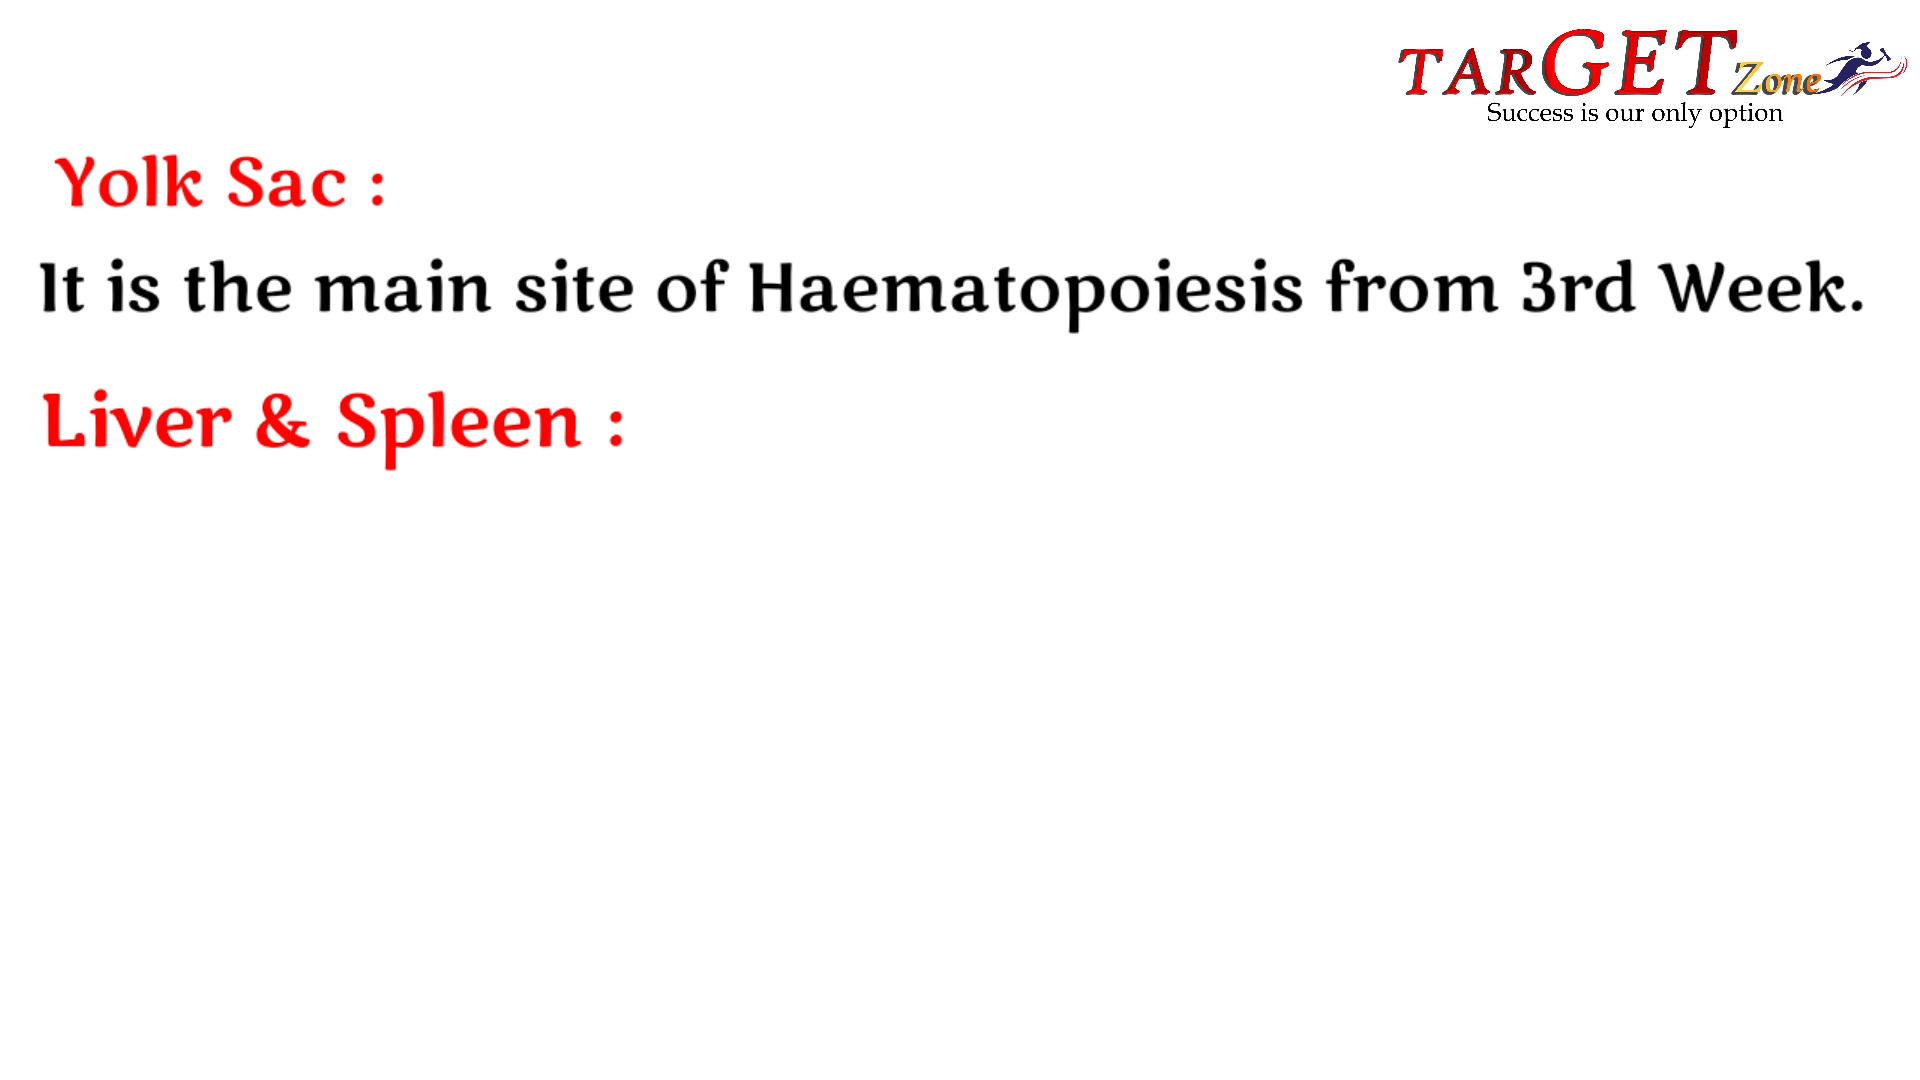 TARGET Zone
Success is our only option
Yolk Sac :
It is the main site of Haematopoiesis from 3rd Week.
Liver & Spleen :